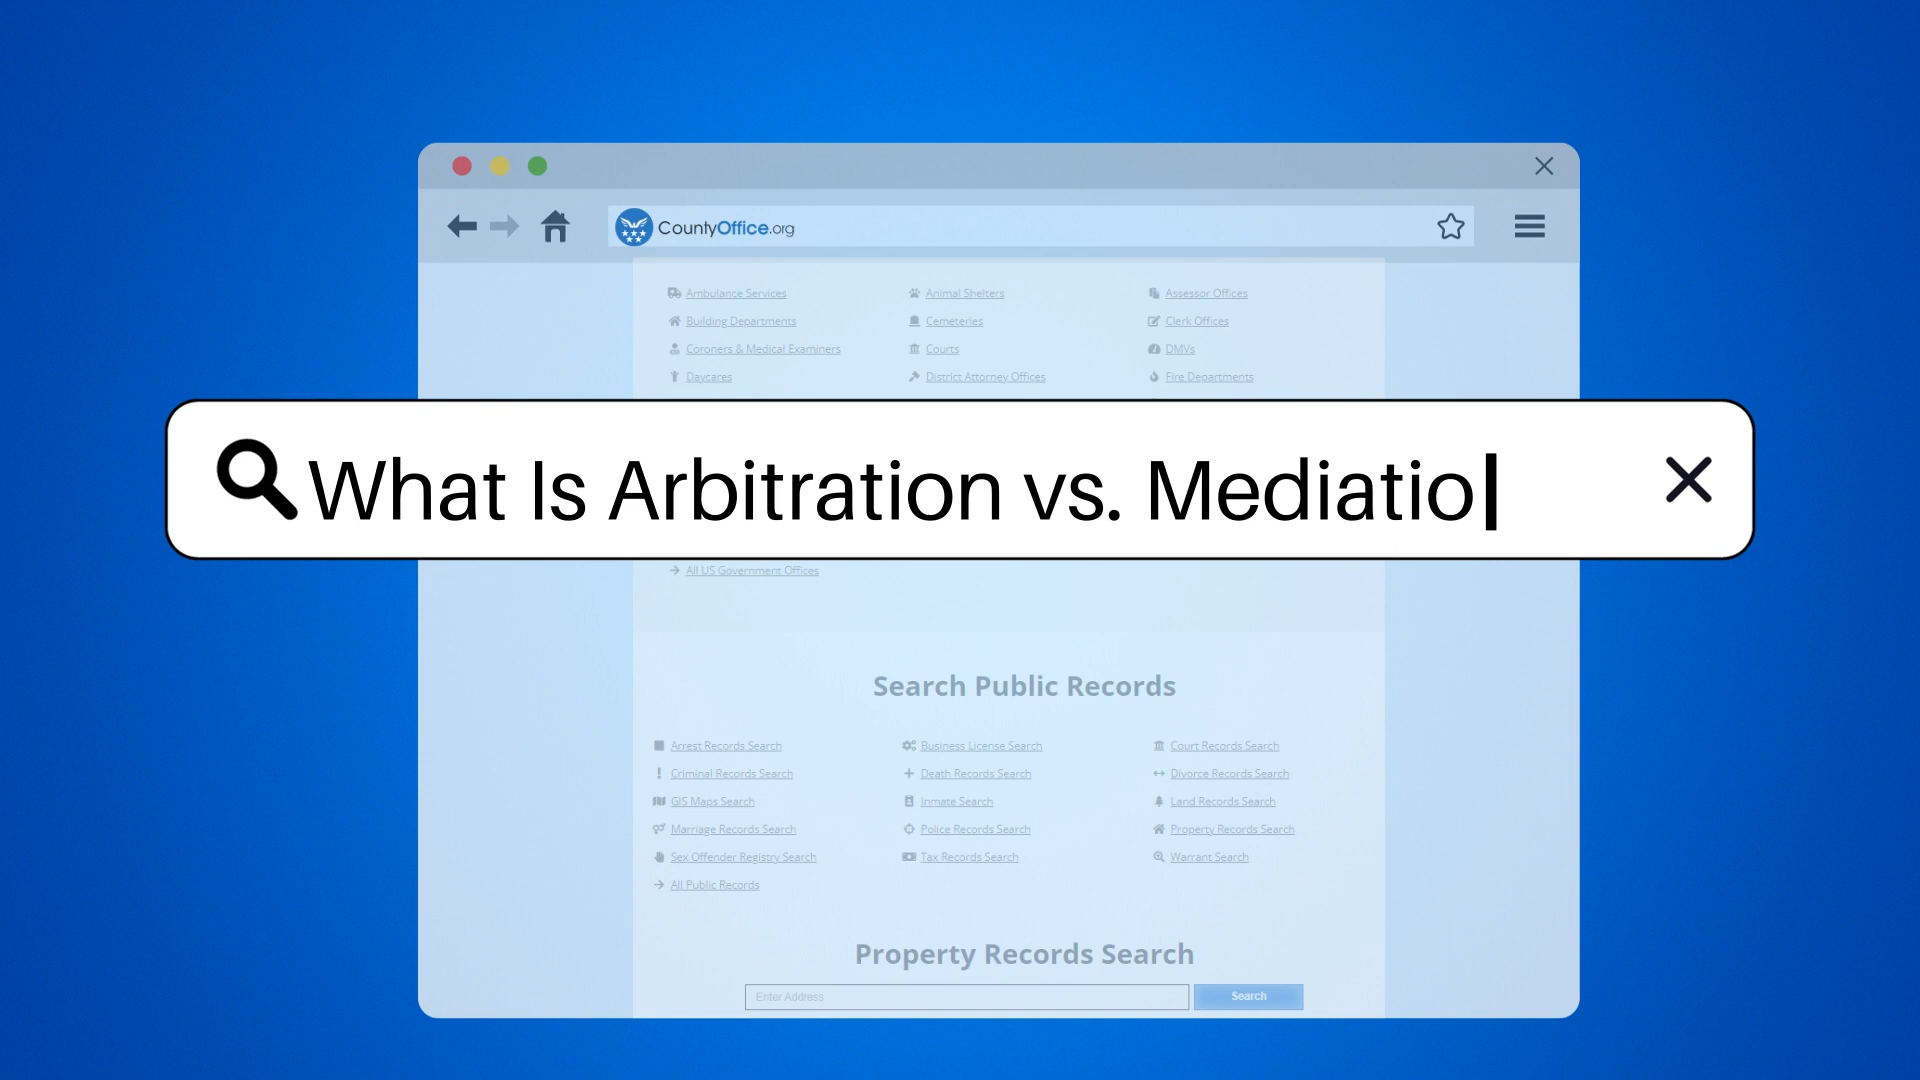 CountyOffice.org
Ambulance Services Animal Shelters Assessor Offices
Building Departments Cemeteries Clerk Offices
Coroners & Medical Examiners Courts DMVs
Daycares District Attorney Offices Fire Departments
What Is Arbitration vs. Mediatio
All US Government Offices
Search Public Records
Arrest Records Search Business License Search Court Records Search
Criminal Records Search Death Records Search Divorce Records Search
GIS Maps Search Inmate Search Land Records Search
Marriage Records Search Police Records Search Property Records Search
Sex Offender Registry Search Tax Records Search Warrant Search
All Public Records
Property Records Search
Enter Address Search